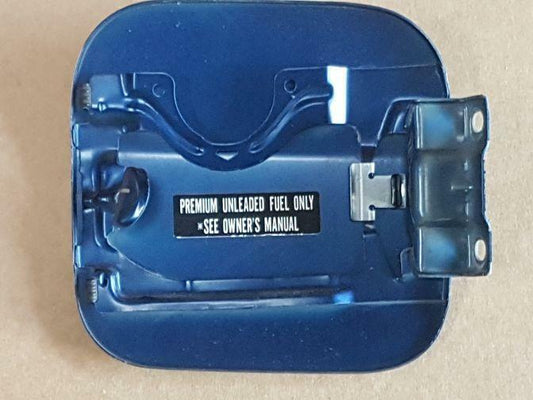 PREMIUM UNLEADED FUEL ONLY
*SEE OWNER'S MANUAL